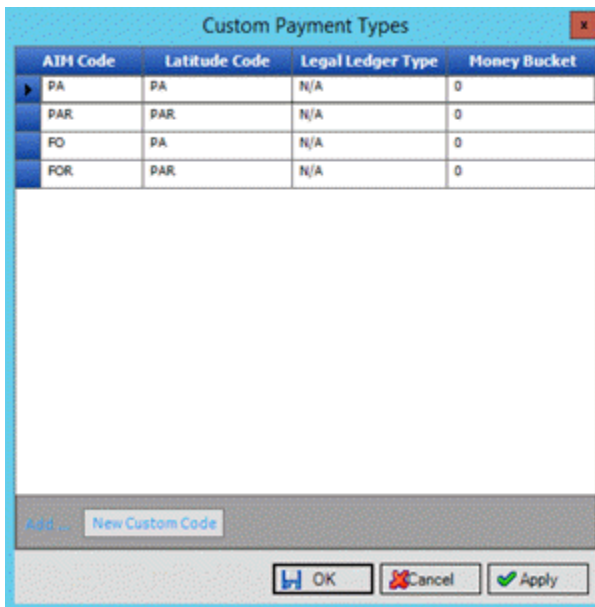 Custom Payment Types
x
AIM Code Latitude Code Legal Ledger Type Money Bucket
PA PA N/A 0
PAR PAR N/A 0
FO PA N/A 0
FOR PAR N/A 0
Add ... New Custom Code
OK Cancel Apply